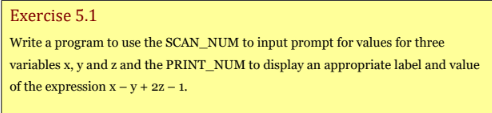 Exercise 5.1
Write a program to use the SCAN_NUM to input prompt for values for three
variables x, y and z and the PRINT_NUM to display an appropriate label and value
of the expression x – y + 2z – 1.